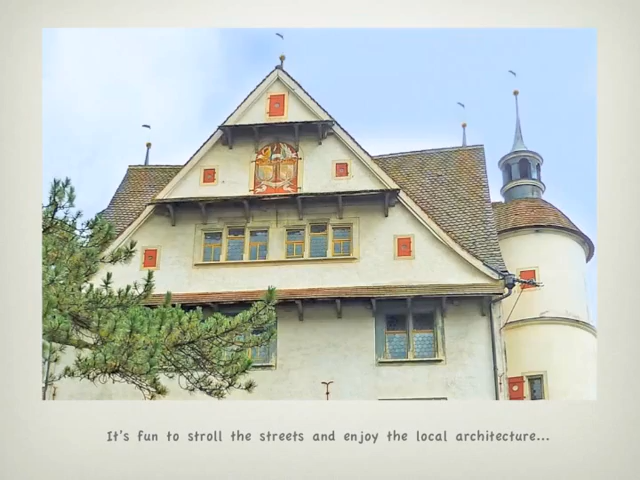 It's fun to stroll the streets and enjoy the local architecture...